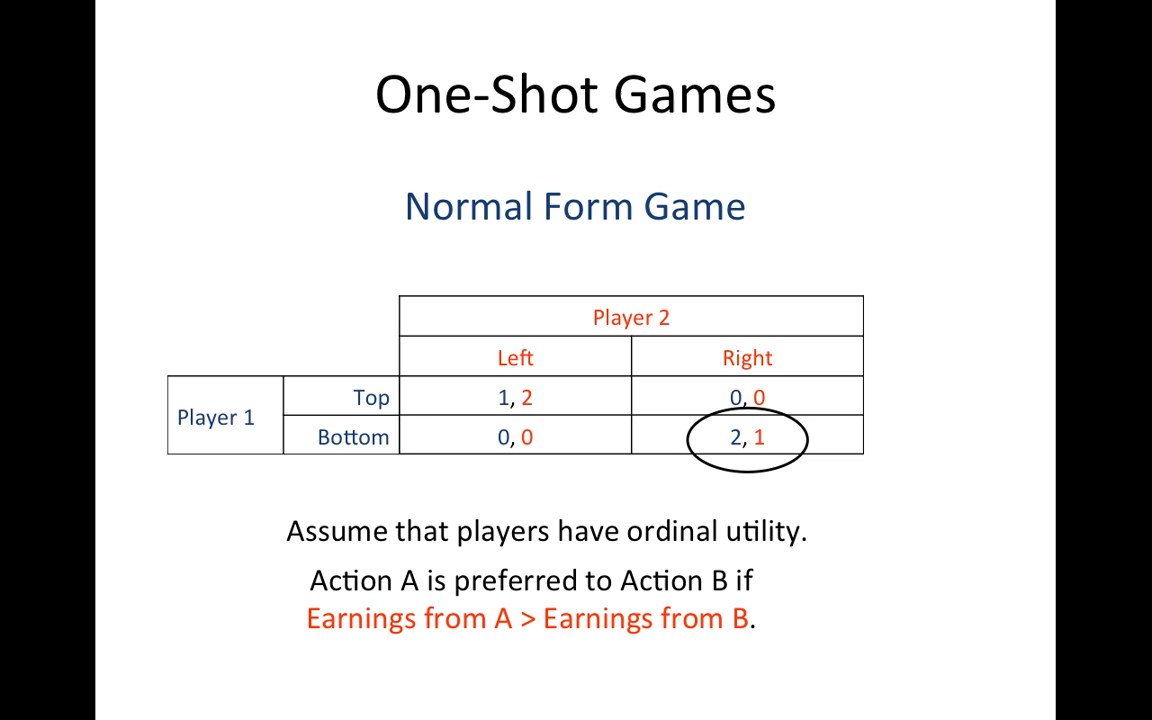 One-Shot Games
Normal Form Game
Player 2
Left Right
Player 1
Top 1, 2 0, 0
Bottom 0, 0 2, 1
Assume that players have ordinal utility.
Action A is preferred to Action B if
Earnings from A > Earnings from B.